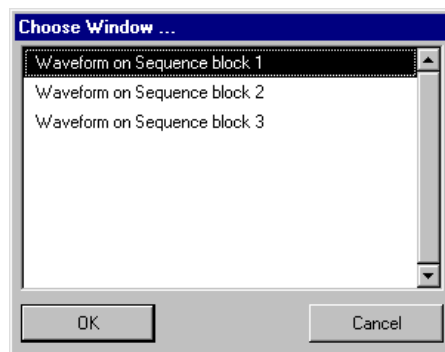 Choose Window ...
Waveform on Sequence block 1
Waveform on Sequence block 2
Waveform on Sequence block 3
OK Cancel